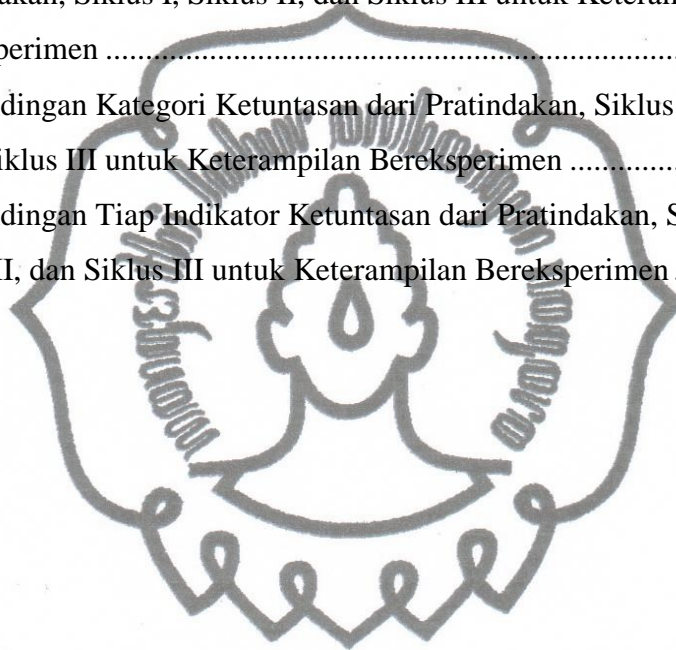 akan, Siklus I, Siklus II, dan Siklus III untuk Keteram
perimen ........................................................................
dingan Kategori Ketuntasan dari Pratindakan, Siklus
iklus III untuk Keterampilan Bereksperimen ..............
dingan Tiap Indikator Ketuntasan dari Pratindakan, S
II, dan Siklus III untuk Keterampilan Bereksperimen .